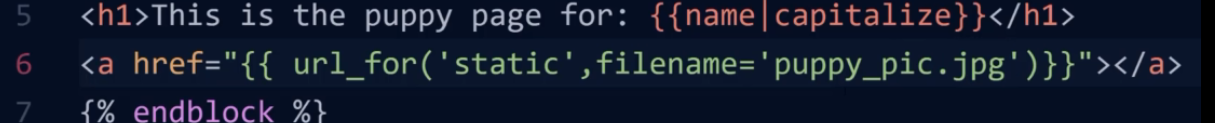 5 <h1>This is the puppy page for: {{name|capitalize}}</h1>
6 <a href="{{ url_for('static',filename='puppy_pic.jpg')}}"></a>
7 {% endblock %}